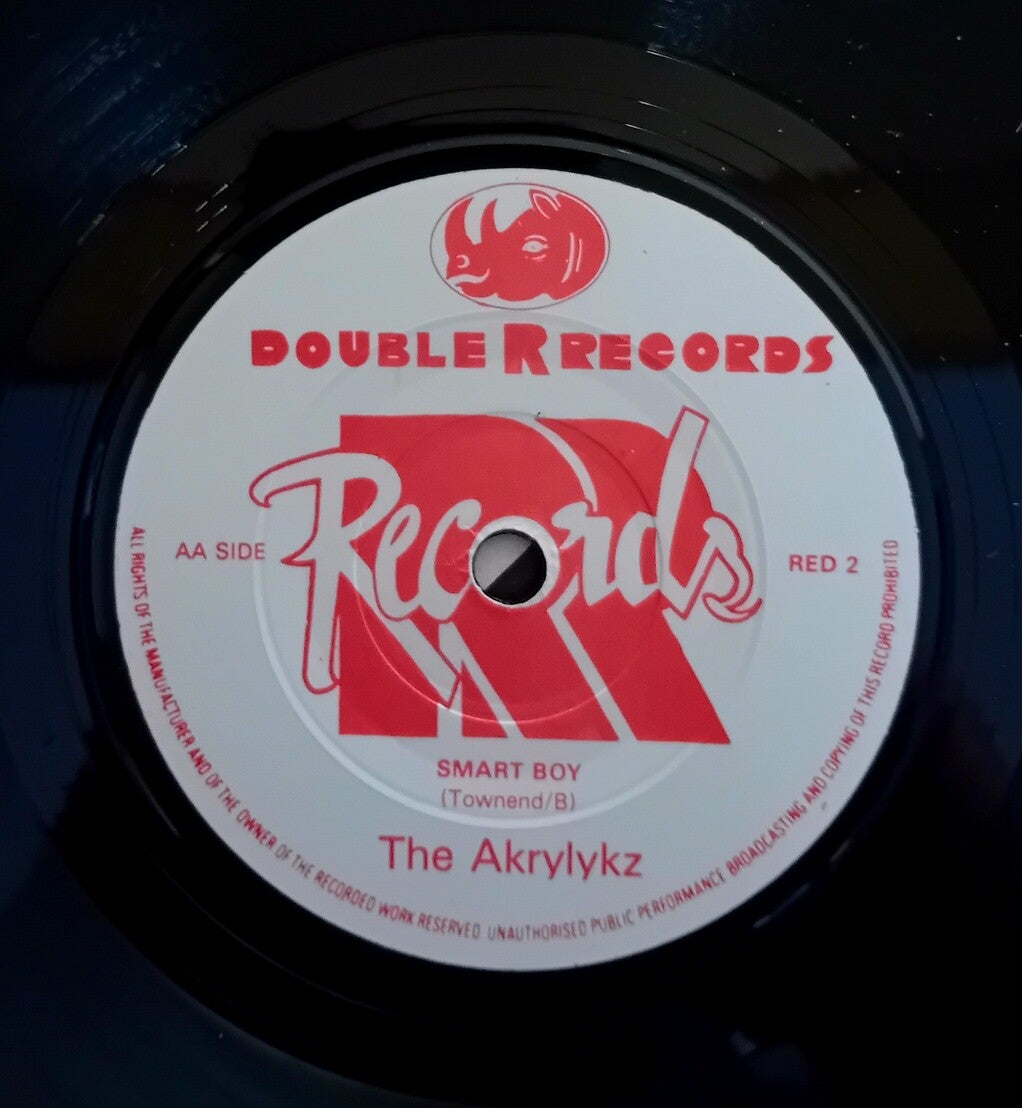 DOUBLE R RECORDS
RR
Records
AA SIDE
RED 2
SMART BOY
(Townend/B)
The Akrylykz
ALL RIGHTS OF THE MANUFACTURER AND OF THE OWNER OF THE RECORDED WORK RESERVED. UNAUTHORISED PUBLIC PERFORMANCE BROADCASTING AND COPYING OF THIS RECORD PROHIBITED